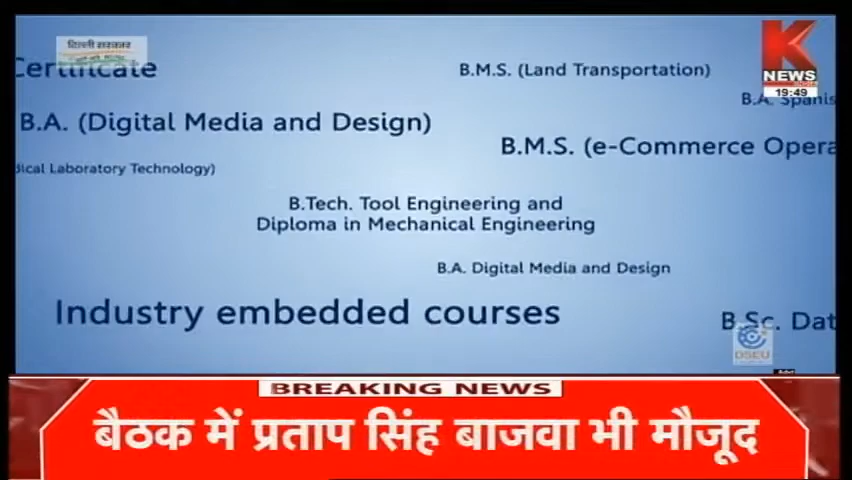 दिल्ली सरकार
Certificate
B.M.S. (Land Transportation)
K
NEWS
19:49
B.A. Spanis
B.A. (Digital Media and Design)
B.M.S. (e-Commerce Opera
dical Laboratory Technology)
B.Tech. Tool Engineering and
Diploma in Mechanical Engineering
B.A. Digital Media and Design
Industry embedded courses
B.Sc. Dat
DSEU
BREAKING NEWS
बैठक में प्रताप सिंह बाजवा भी मौजूद